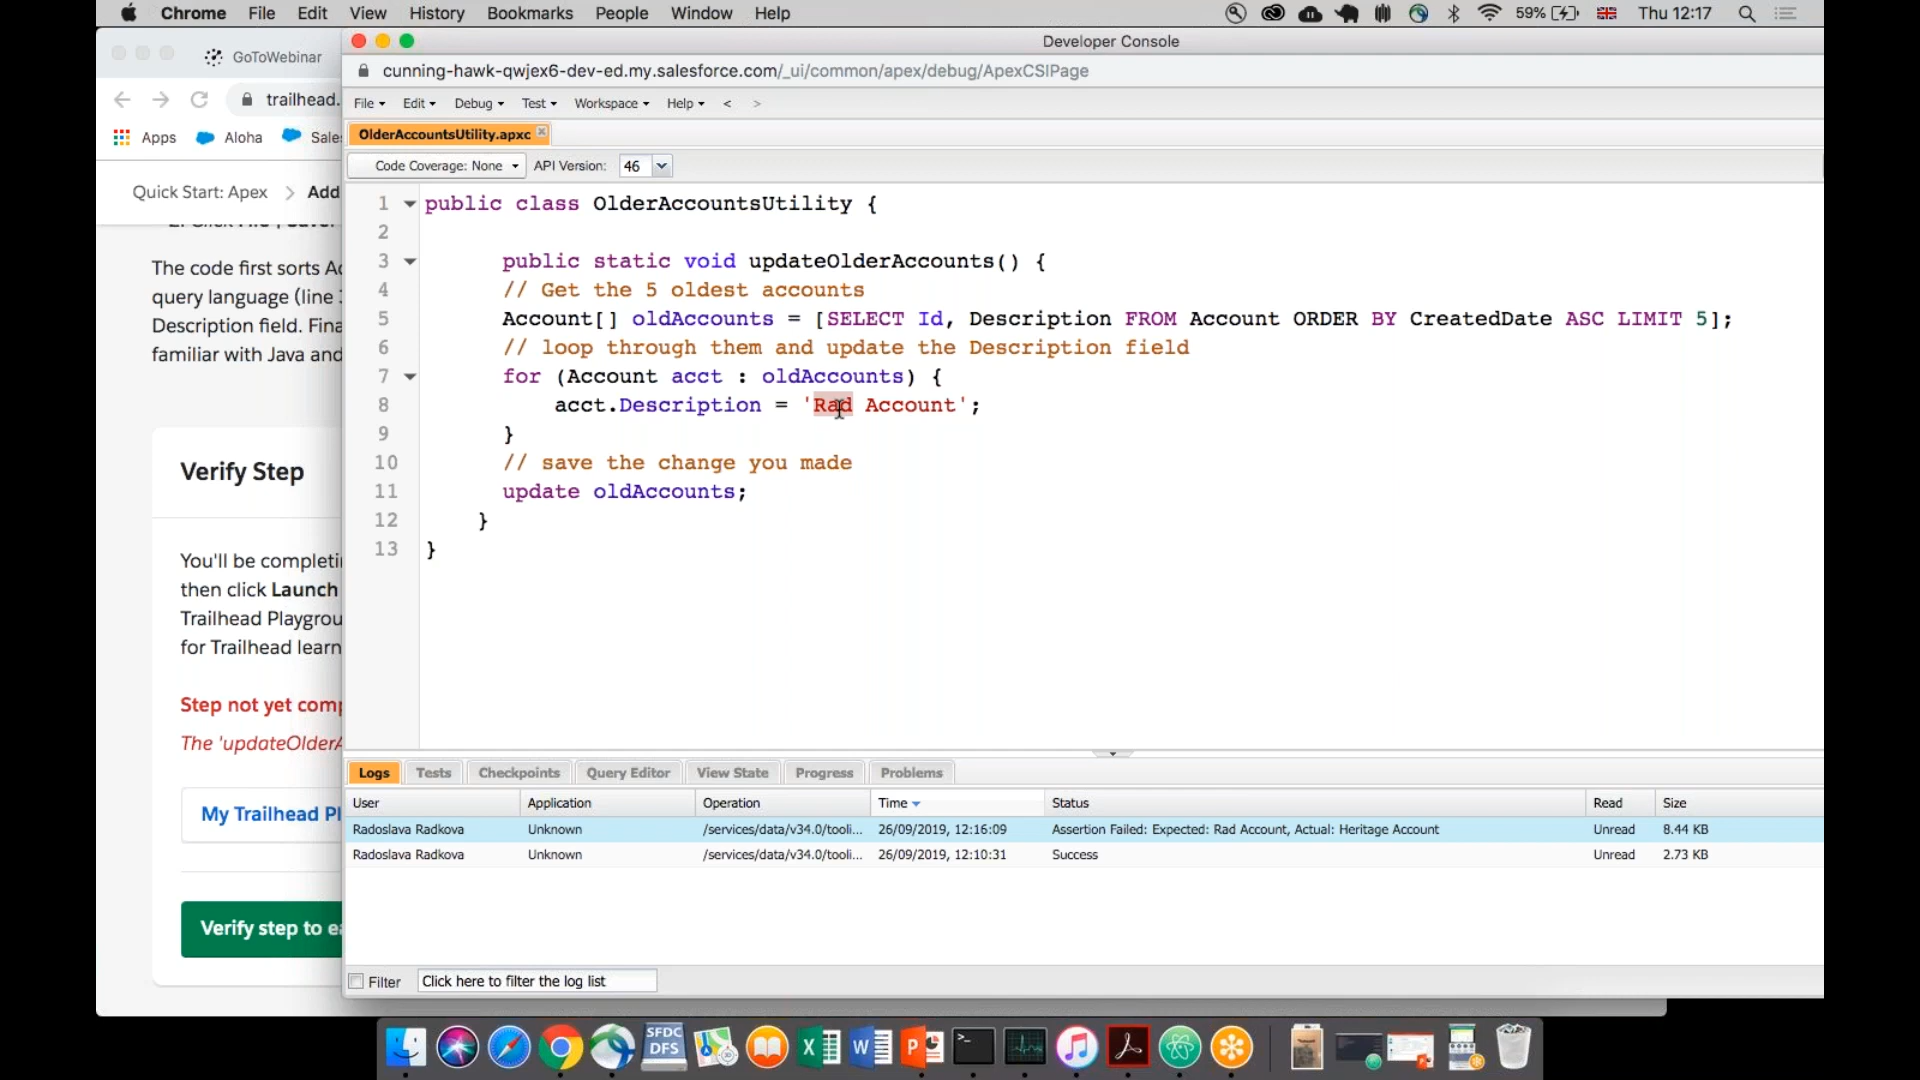 Chrome File Edit View History Bookmarks People Window Help 59% Thu 12:17
GoToWebinar
Developer Console
cunning-hawk-qwjex6-dev-ed.my.salesforce.com/_ui/common/apex/debug/ApexCSIPage
trailhead.
File Edit Debug Test Workspace Help < >
Apps Aloha Sale
OlderAccountsUtility.apxc
Code Coverage: None API Version: 46
Quick Start: Apex > Add
1 public class OlderAccountsUtility {
2
3 public static void updateOlderAccounts() {
4 // Get the 5 oldest accounts
5 Account[] oldAccounts = [SELECT Id, Description FROM Account ORDER BY CreatedDate ASC LIMIT 5];
6 // loop through them and update the Description field
7 for (Account acct : oldAccounts) {
8 acct.Description = 'Rad Account';
9 }
10 // save the change you made
11 update oldAccounts;
12 }
13 }
The code first sorts Ac
query language (line
Description field. Fina
familiar with Java and
Verify Step
You'll be completi
then click Launch
Trailhead Playgrou
for Trailhead learn
Step not yet comp
The 'updateOlderA
My Trailhead Pl
Verify step to ea
Logs Tests Checkpoints Query Editor View State Progress Problems
User Application Operation Time Status Read Size
Radoslava Radkova Unknown /services/data/v34.0/tooli... 26/09/2019, 12:16:09 Assertion Failed: Expected: Rad Account, Actual: Heritage Account Unread 8.44 KB
Radoslava Radkova Unknown /services/data/v34.0/tooli... 26/09/2019, 12:10:31 Success Unread 2.73 KB
Filter Click here to filter the log list
SFDC
DFS